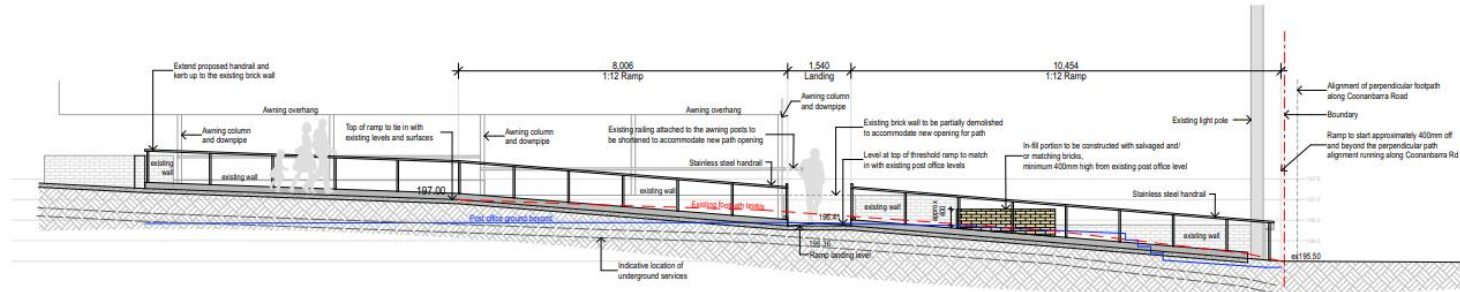 Extend proposed handrail and
kerb up to the existing brick wall
8,006
1:12 Ramp
1,540
Landing
10,454
1:12 Ramp
Awning overhang
Awning overhang
Awning column
and downpipe
Awning column
and downpipe
Top of ramp to tie in with
existing levels and surfaces
Awning column
and downpipe
Existing railing attached to the awning posts to
be shortened to accommodate new path opening
Existing brick wall to be partially demolished
to accommodate new opening for path
Level at top of threshold ramp to match
in with existing post office levels
In-fill portion to be constructed with salvaged and/
or matching bricks,
minimum 400mm high from existing post office level
Existing light pole
Alignment of perpendicular footpath
along Coonanbarra Road
Boundary
Ramp to start approximately 400mm off
and beyond the perpendicular path
alignment running along Coonanbarra Rd
Stainless steel handrail
Stainless steel handrail
existing
wall
existing wall
existing wall
existing wall
existing wall
approx
400
197.00
Existing footpath levels
Post office ground beyond
196.41
196.36
Ramp landing level
Indicative location of
underground services
ex195.50